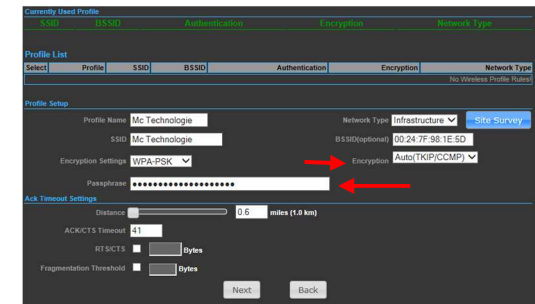 Currently Used Profile
SSID BSSID Authentication Encryption Network Type
Profile List
Select Profile SSID BSSID Authentication Encryption Network Type
No Wireless Profile Rules!
Profile Setup
Profile Name Mc Technologie Network Type Infrastructure Site Survey
SSID Mc Technologie BSSID(optional) 00:24:7F:98:1E:5D
Encryption Settings WPA-PSK Encryption Auto(TKIP/CCMP)
Passphrase ••••••••••••••••••••
Ack Timeout Settings
Distance 0.6 miles (1.0 km)
ACK/CTS Timeout 41
RTS/CTS Bytes
Fragmentation Threshold Bytes
Next Back